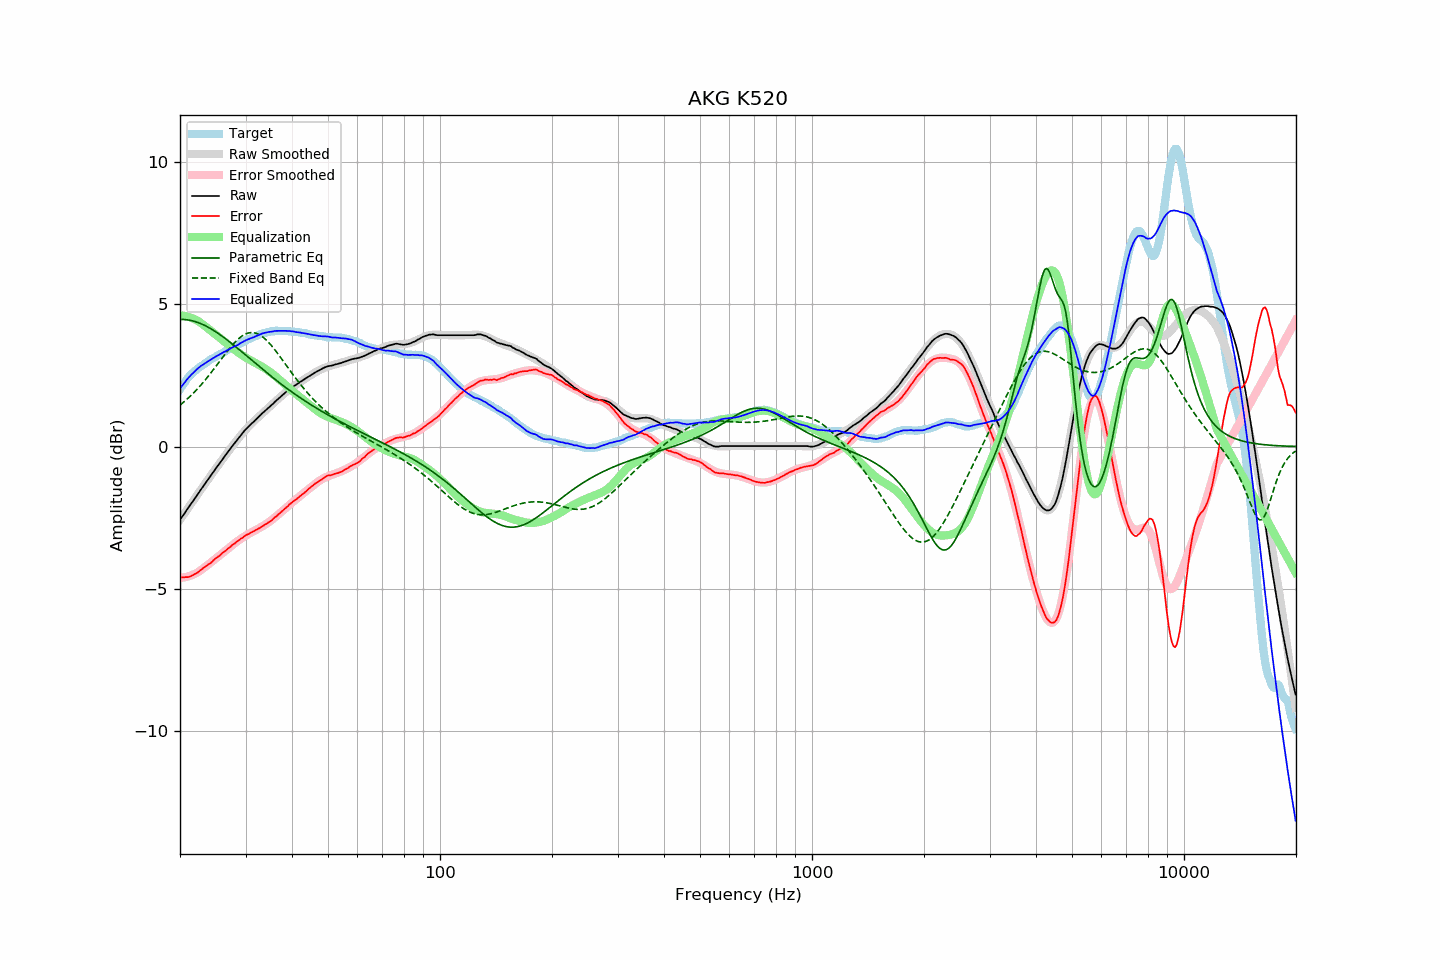 AKG K520
Target
Raw Smoothed
Error Smoothed
Raw
Error
Equalization
Parametric Eq
Fixed Band Eq
Equalized
10
5
0
−5
−10
Amplitude (dBr)
100
1000
10000
Frequency (Hz)